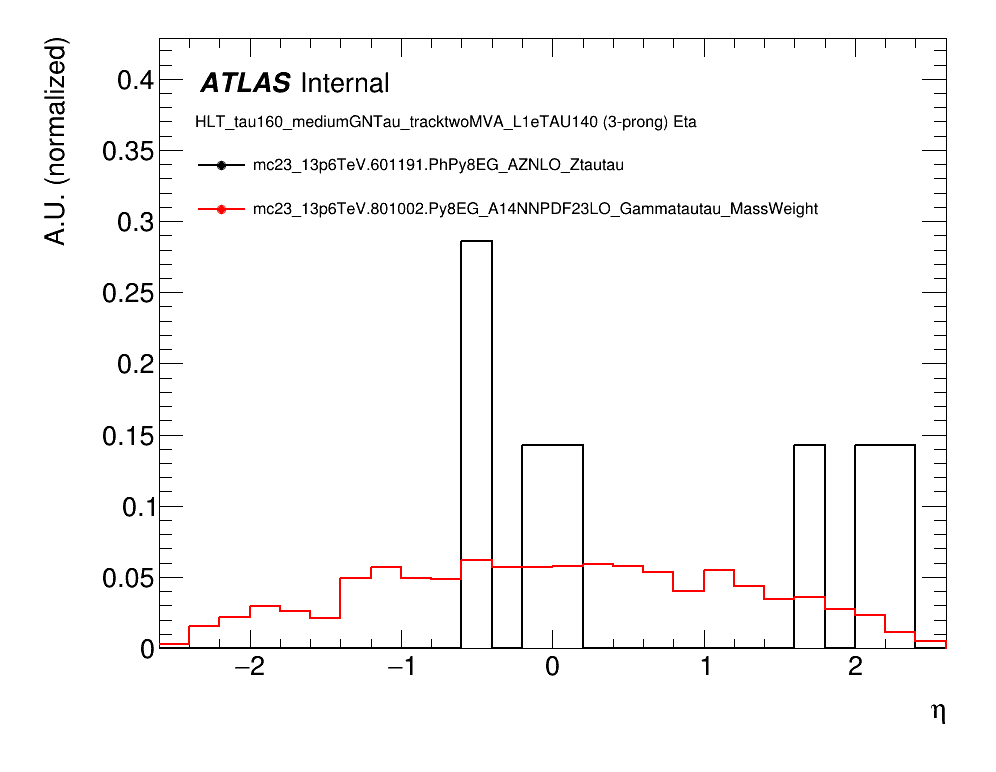 A.U. (normalized)
0.4
0.35
0.3
0.25
0.2
0.15
0.1
0.05
0
ATLAS Internal
HLT_tau160_mediumGNTau_tracktwoMVA_L1eTAU140 (3-prong) Eta
mc23_13p6TeV.601191.PhPy8EG_AZNLO_Ztautau
mc23_13p6TeV.801002.Py8EG_A14NNPDF23LO_Gammatautau_MassWeight
−2 −1 0 1 2
η